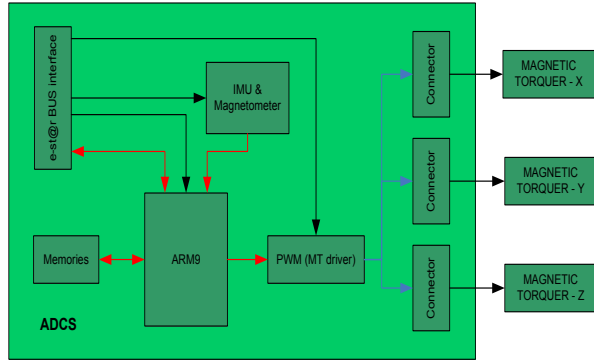 e-st@r BUS interface
IMU &
Magnetometer
Connector
MAGNETIC
TORQUER - X
Connector
MAGNETIC
TORQUER - Y
Memories
ARM9
PWM (MT driver)
Connector
MAGNETIC
TORQUER - Z
ADCS